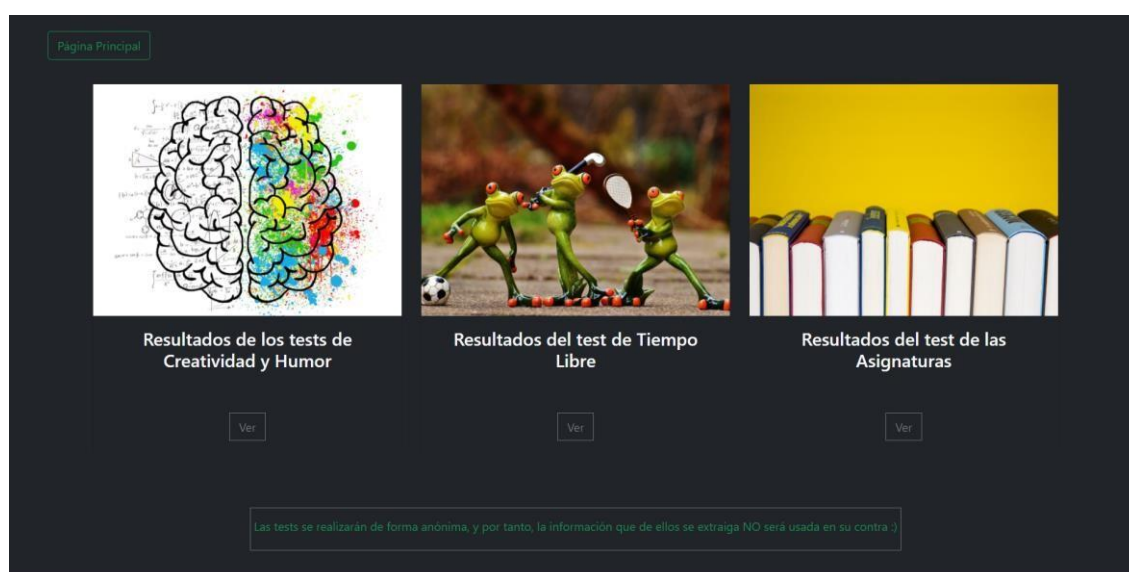 Página Principal
Resultados de los tests de
Creatividad y Humor
Resultados del test de Tiempo
Libre
Resultados del test de las
Asignaturas
Ver
Ver
Ver
Las tests se realizarán de forma anónima, y por tanto, la información que de ellos se extraiga NO será usada en su contra :)